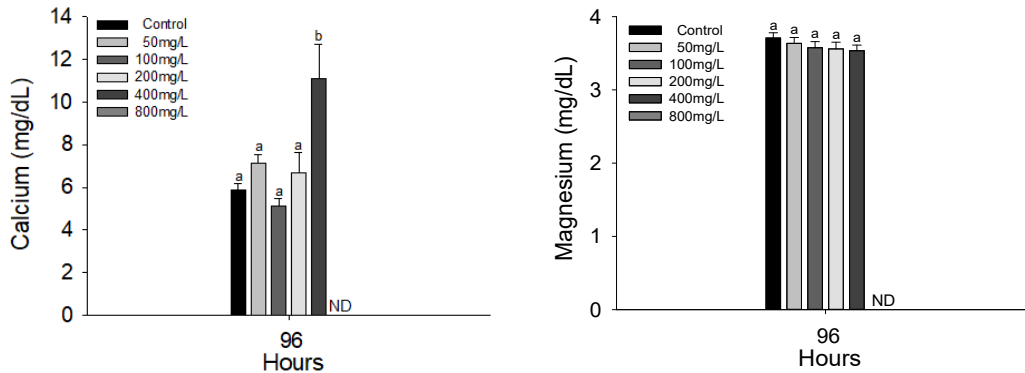 Calcium (mg/dL)
14
12
10
8
6
4
2
0
Control
50mg/L
100mg/L
200mg/L
400mg/L
800mg/L
a
a
a
a
b
ND
96
Hours
Magnesium (mg/dL)
4
3
2
1
0
Control
50mg/L
100mg/L
200mg/L
400mg/L
800mg/L
a
a
a
a
a
ND
96
Hours